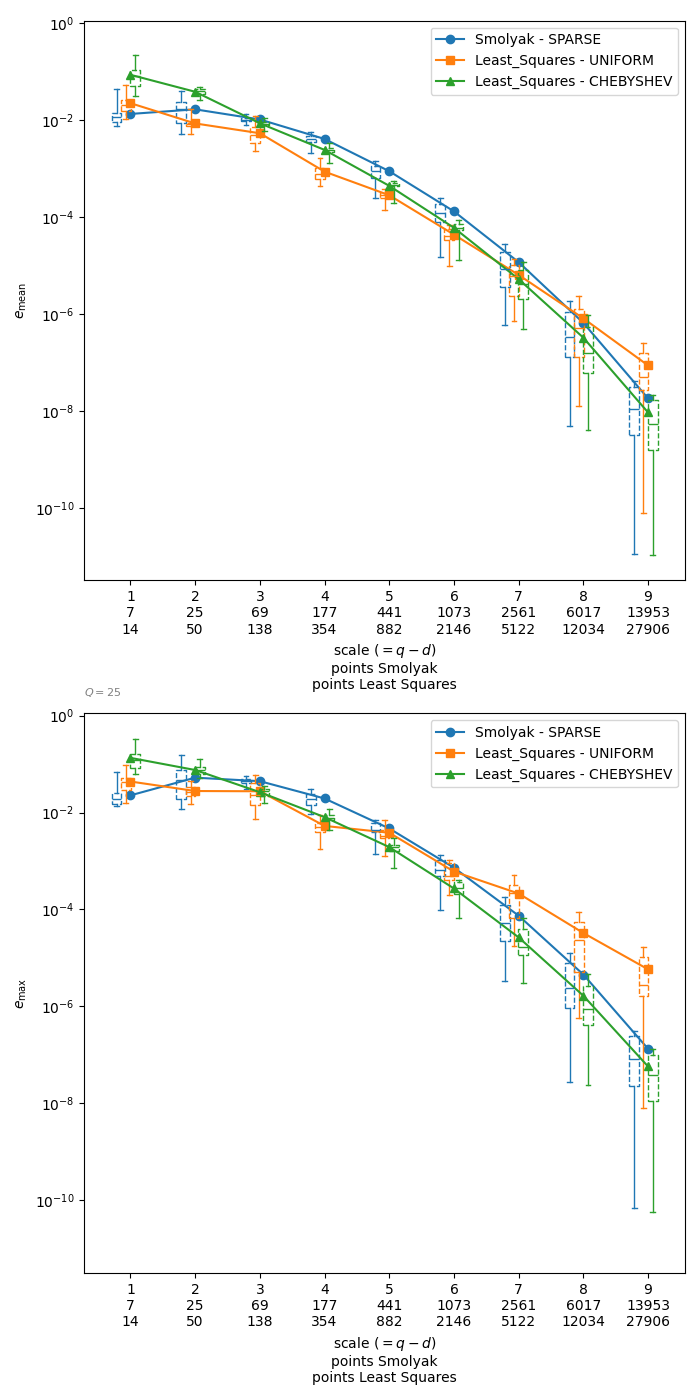 10^0
10^-2
10^-4
10^-6
10^-8
10^-10
e_mean
Smolyak - SPARSE
Least_Squares - UNIFORM
Least_Squares - CHEBYSHEV
1 2 3 4 5 6 7 8 9
7 25 69 177 441 1073 2561 6017 13953
14 50 138 354 882 2146 5122 12034 27906
scale (= q − d)
points Smolyak
points Least Squares
Q = 25
10^0
10^-2
10^-4
10^-6
10^-8
10^-10
e_max
Smolyak - SPARSE
Least_Squares - UNIFORM
Least_Squares - CHEBYSHEV
1 2 3 4 5 6 7 8 9
7 25 69 177 441 1073 2561 6017 13953
14 50 138 354 882 2146 5122 12034 27906
scale (= q − d)
points Smolyak
points Least Squares